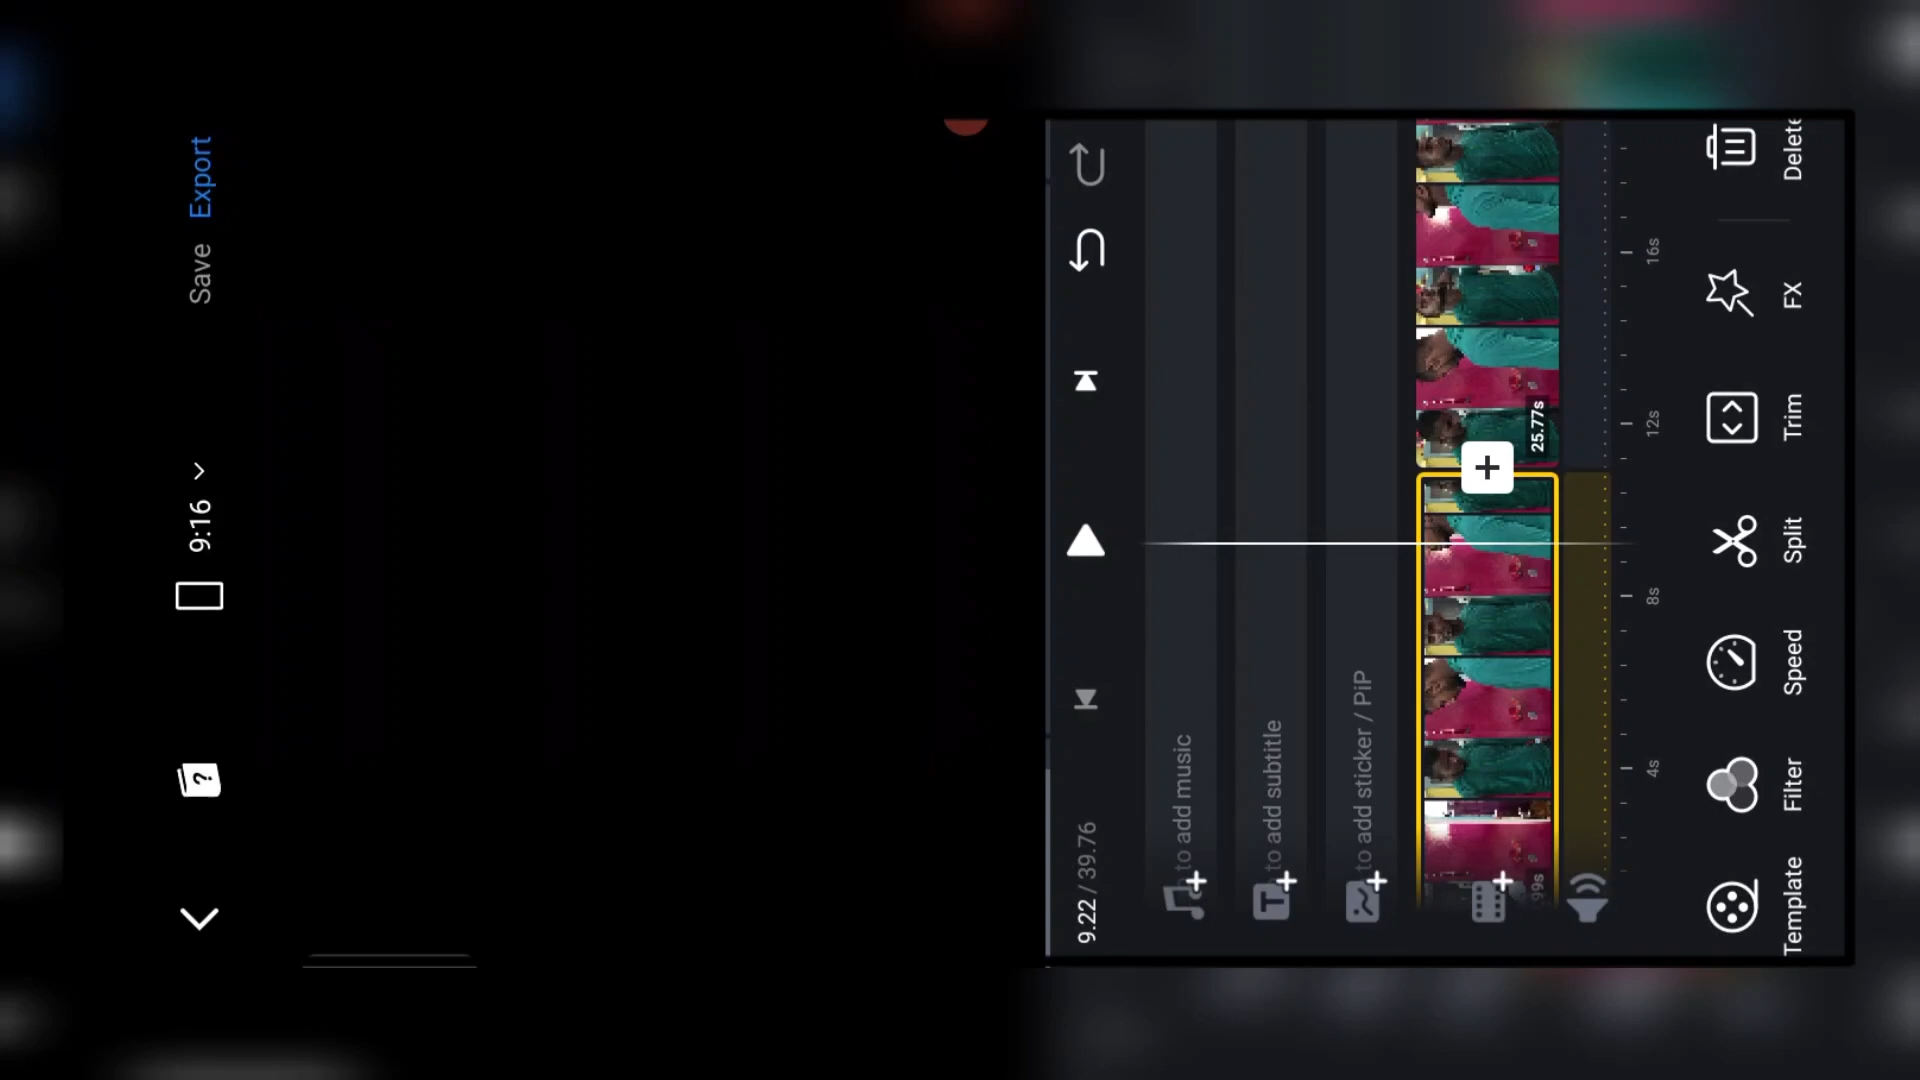 9:16
Save
Export
9.22 / 39.76
to add music
to add subtitle
to add sticker / PiP
25.77s
4s
8s
12s
16s
Template
Filter
Speed
Split
Trim
FX
Delete